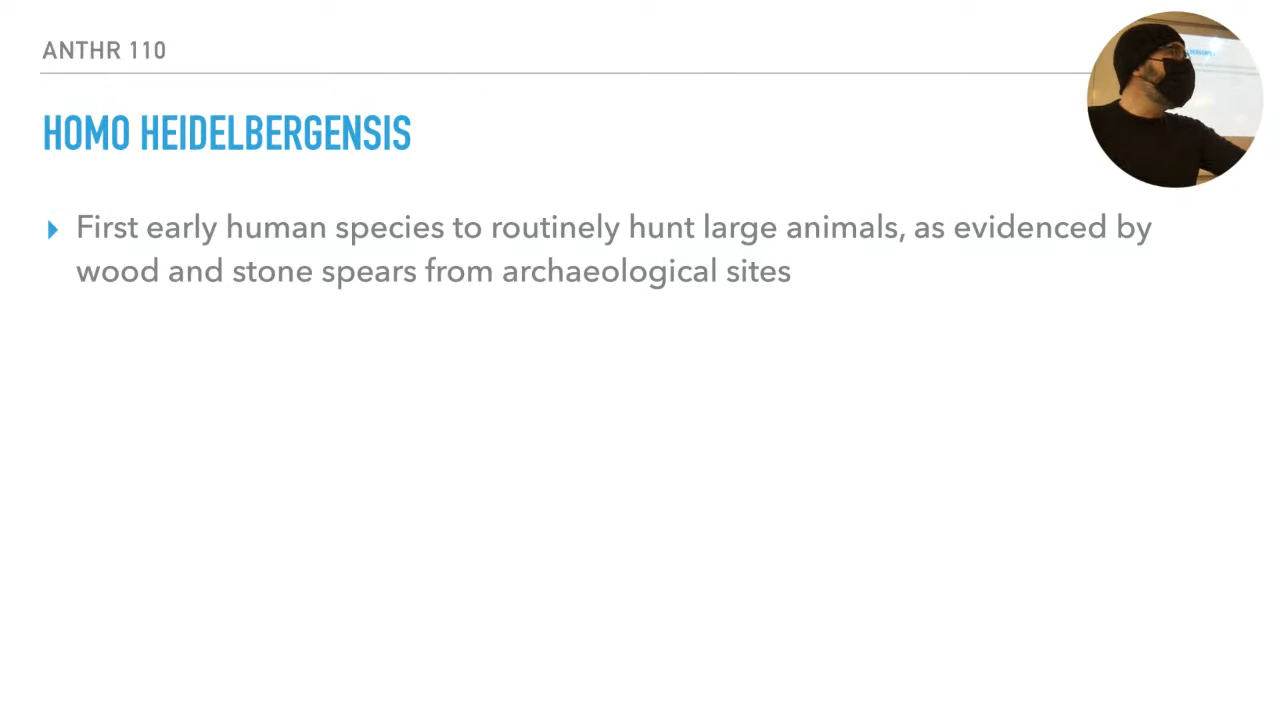 ANTHR 110
HOMO HEIDELBERGENSIS
First early human species to routinely hunt large animals, as evidenced by
wood and stone spears from archaeological sites